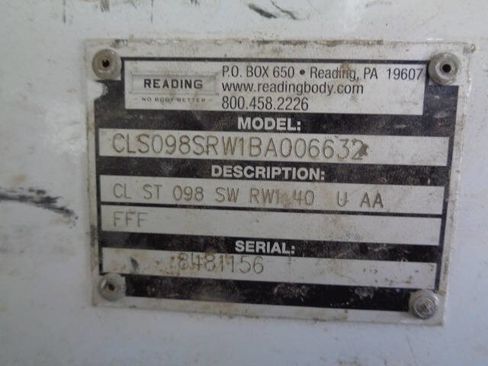 READING
NO BODY BETTER
P.O. BOX 650 • Reading, PA 19607
www.readingbody.com
800.458.2226
MODEL:
CLS098SRW1BA006632
DESCRIPTION:
CL ST 098 SW RW1 40 U AA
FFF
SERIAL:
8481156